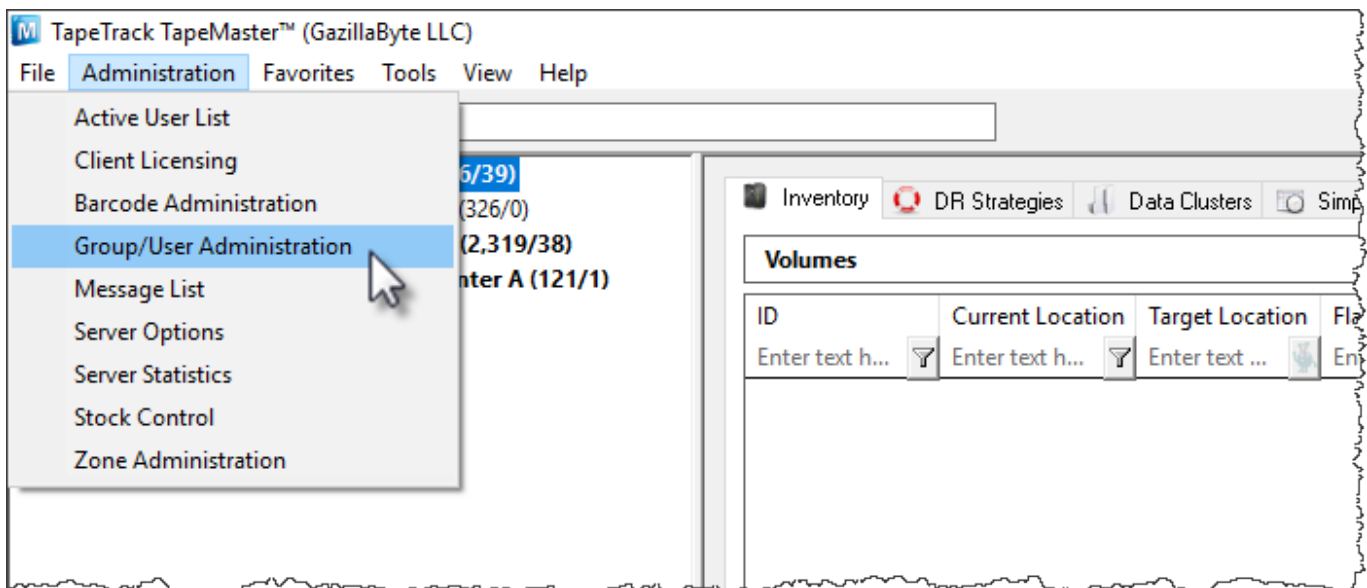 TapeTrack TapeMaster™ (GazillaByte LLC)
File Administration Favorites Tools View Help
Active User List
Client Licensing
Barcode Administration
Group/User Administration
Message List
Server Options
Server Statistics
Stock Control
Zone Administration
6/39)
(326/0)
(2,319/38)
nter A (121/1)
Inventory DR Strategies Data Clusters Simp
Volumes
ID Current Location Target Location Fla
Enter text h... Enter text h... Enter text ... En